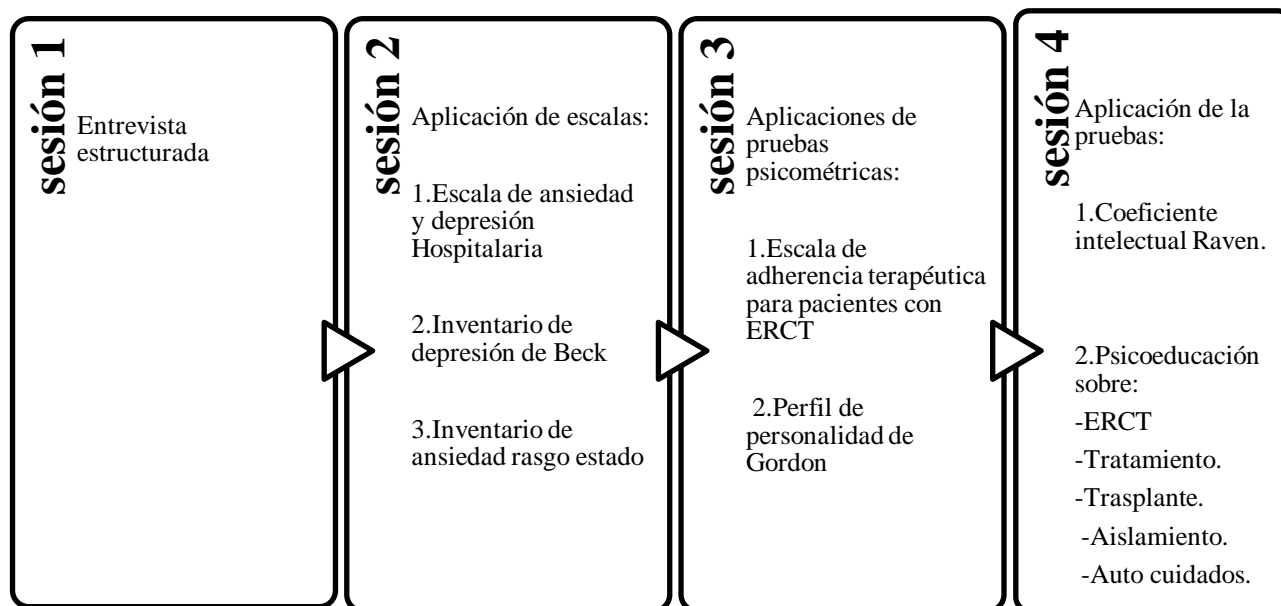 sesión 1
Entrevista
estructurada
sesión 2
Aplicación de escalas:
1.Escala de ansiedad
y depresión
Hospitalaria
2.Inventario de
depresión de Beck
3.Inventario de
ansiedad rasgo estado
sesión 3
Aplicaciones de
pruebas
psicométricas:
1.Escala de
adherencia terapéutica
para pacientes con
ERCT
2.Perfil de
personalidad de
Gordon
sesión 4
Aplicación de la
pruebas:
1.Coeficiente
intelectual Raven.
2.Psicoeducación
sobre:
-ERCT
-Tratamiento.
-Trasplante.
-Aislamiento.
-Auto cuidados.